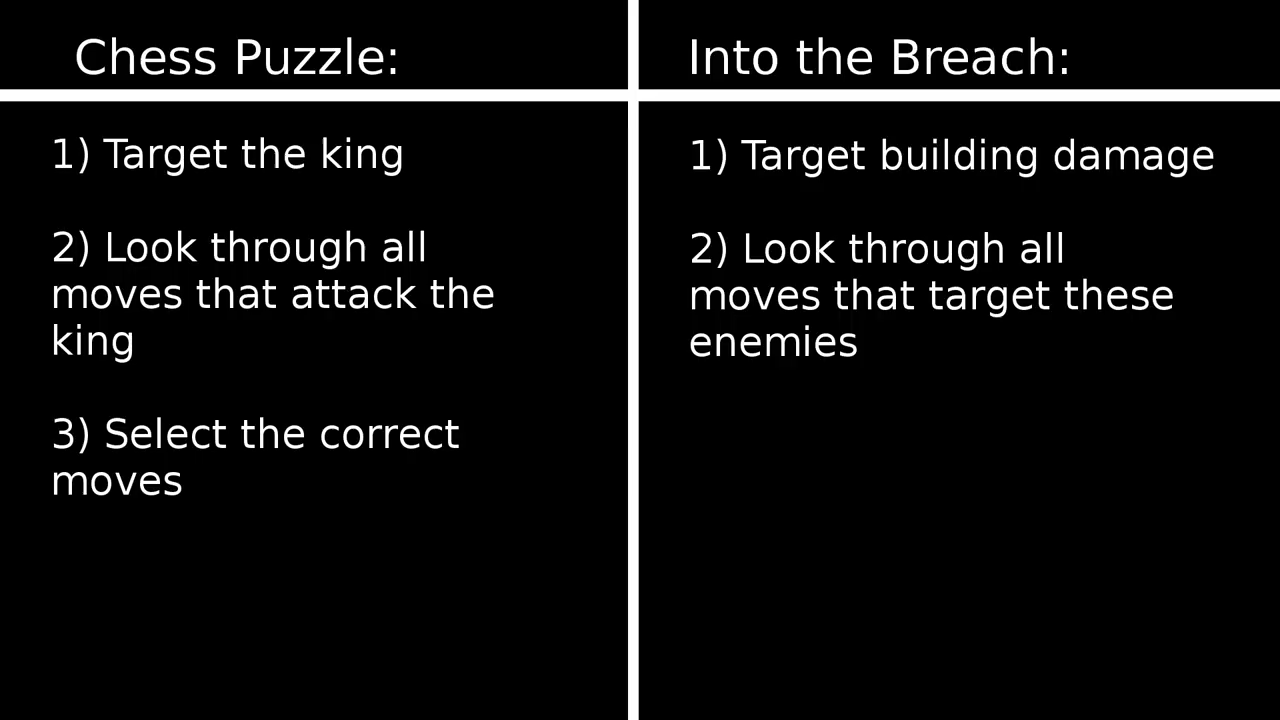 Chess Puzzle:
1) Target the king
2) Look through all
moves that attack the
king
3) Select the correct
moves
Into the Breach:
1) Target building damage
2) Look through all
moves that target these
enemies